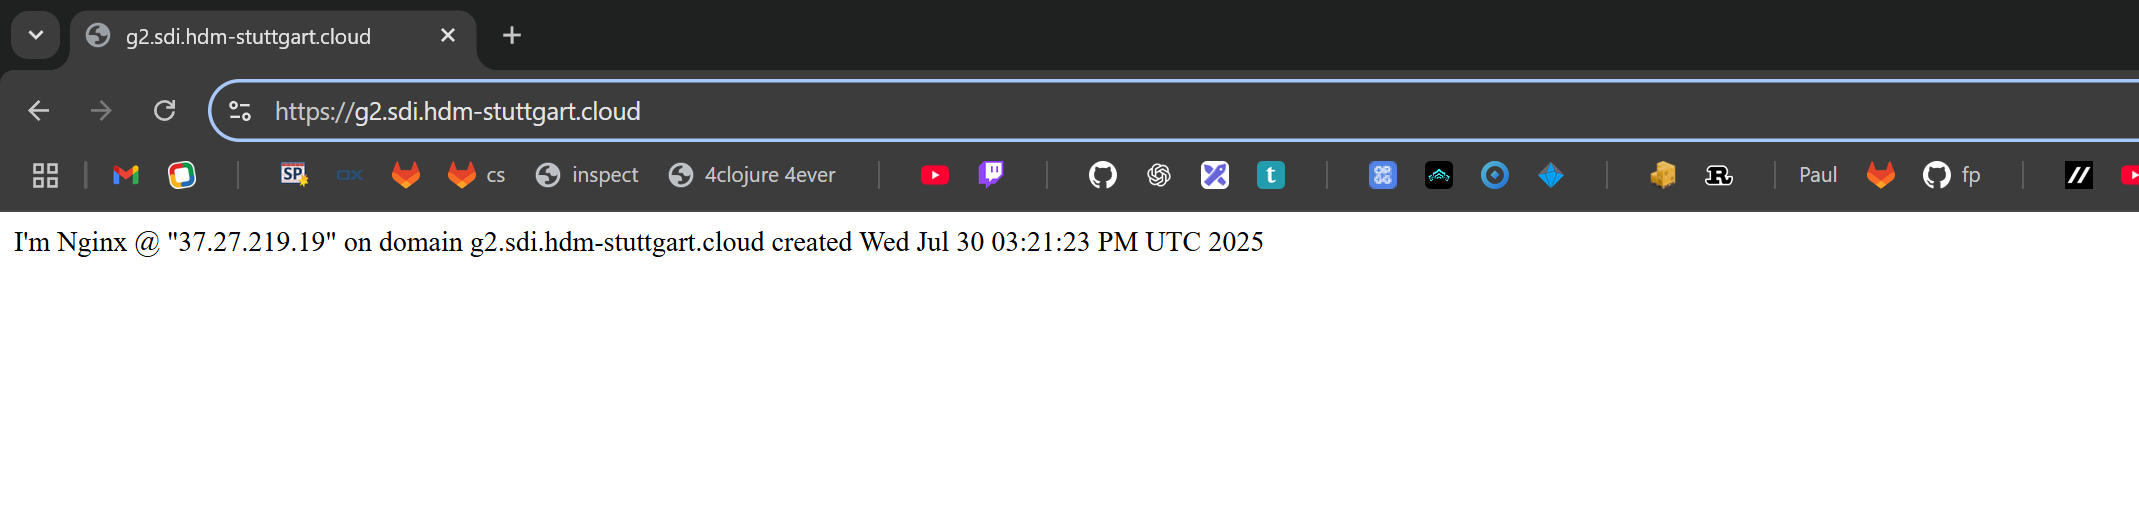 g2.sdi.hdm-stuttgart.cloud
https://g2.sdi.hdm-stuttgart.cloud
SP OX cs inspect 4clojure 4ever t R Paul fp
I'm Nginx @ "37.27.219.19" on domain g2.sdi.hdm-stuttgart.cloud created Wed Jul 30 03:21:23 PM UTC 2025